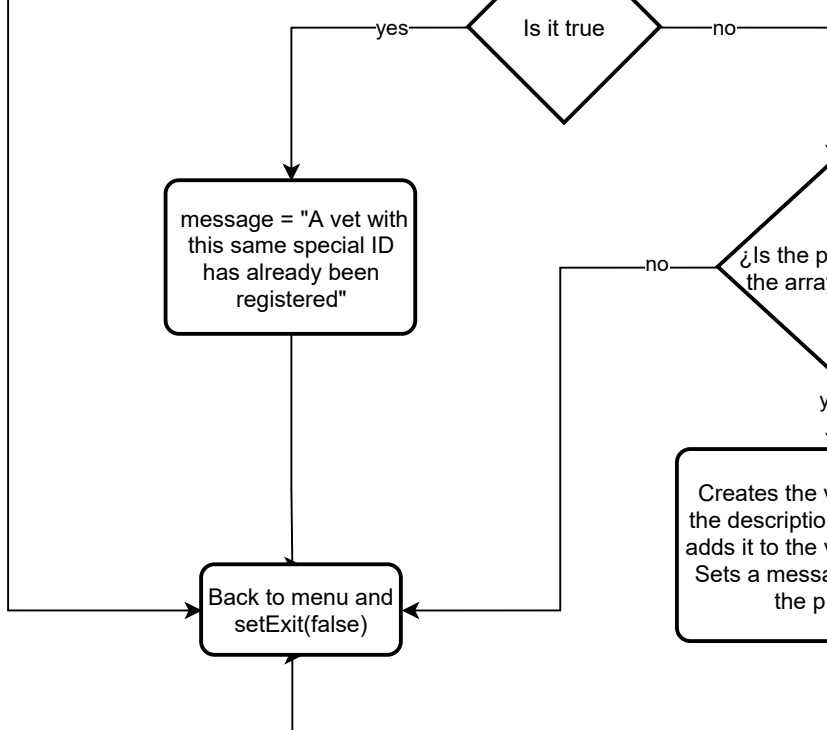 yes
Is it true
no
message = "A vet with
this same special ID
has already been
registered"
no
¿Is the p
the arra
Creates the
the descriptio
adds it to the
Sets a messa
the p
Back to menu and
setExit(false)